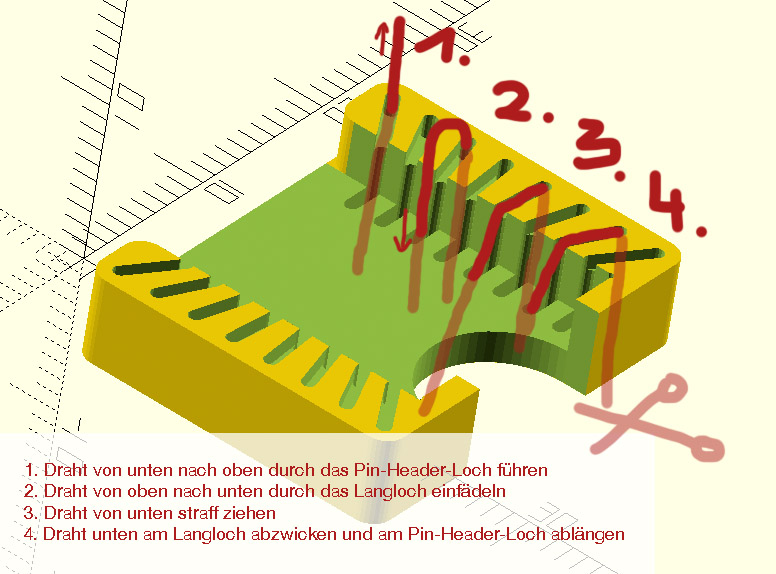 1.
2.
3.
4.
1. Draht von unten nach oben durch das Pin-Header-Loch führen
2. Draht von oben nach unten durch das Langloch einfädeln
3. Draht von unten straff ziehen
4. Draht unten am Langloch abzwicken und am Pin-Header-Loch ablängen